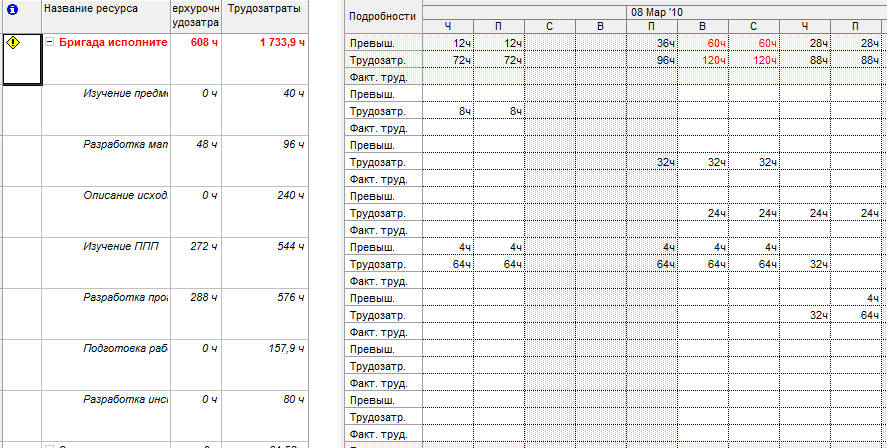 Название ресурса ерхурочн удозатра Трудозатраты Подробности 08 Мар '10
Ч П С В П В С Ч П
Бригада исполните 608 ч 1 733,9 ч Превыш. 12ч 12ч 36ч 60ч 60ч 28ч 28ч
Трудозатр. 72ч 72ч 96ч 120ч 120ч 88ч 88ч
Факт. труд.
Изучение предме 0 ч 40 ч Превыш.
Трудозатр. 8ч 8ч
Факт. труд.
Разработка мат 48 ч 96 ч Превыш.
Трудозатр. 32ч 32ч 32ч
Факт. труд.
Описание исход 0 ч 240 ч Превыш.
Трудозатр. 24ч 24ч 24ч 24ч
Факт. труд.
Изучение ППП 272 ч 544 ч Превыш. 4ч 4ч 4ч 4ч 4ч
Трудозатр. 64ч 64ч 64ч 64ч 64ч 32ч
Факт. труд.
Разработка про 288 ч 576 ч Превыш. 4ч
Трудозатр. 32ч 64ч
Факт. труд.
Подготовка раб 0 ч 157,9 ч Превыш.
Трудозатр.
Факт. труд.
Разработка инс 0 ч 80 ч Превыш.
Трудозатр.
Факт. труд.